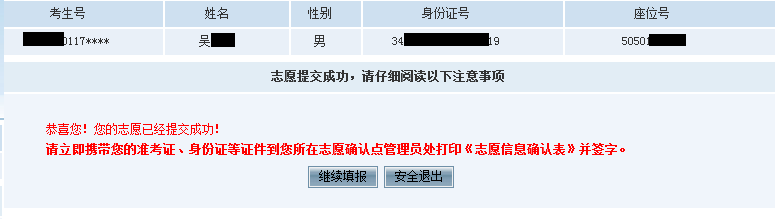 考生号 姓名 性别 身份证号 座位号
0117**** 吴 男 34 19 5050
志愿提交成功，请仔细阅读以下注意事项
恭喜您！您的志愿已经提交成功！
请立即携带您的准考证、身份证等证件到您所在志愿确认点管理员处打印《志愿信息确认表》并签字。
继续填报 安全退出